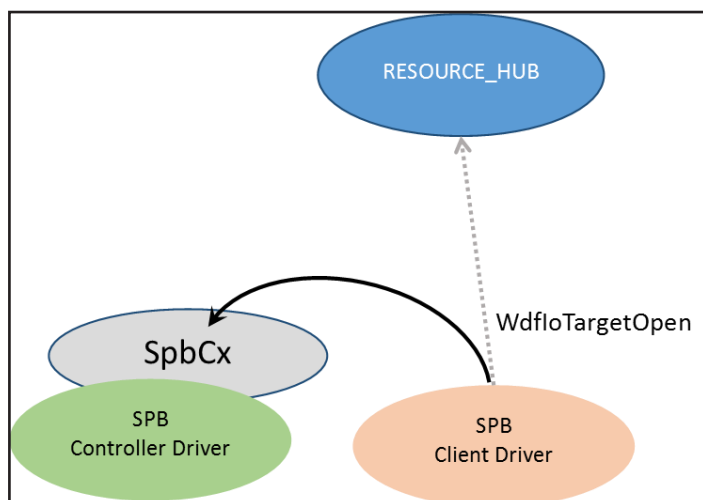 RESOURCE_HUB
WdfIoTargetOpen
SpbCx
SPB
Controller Driver
SPB
Client Driver